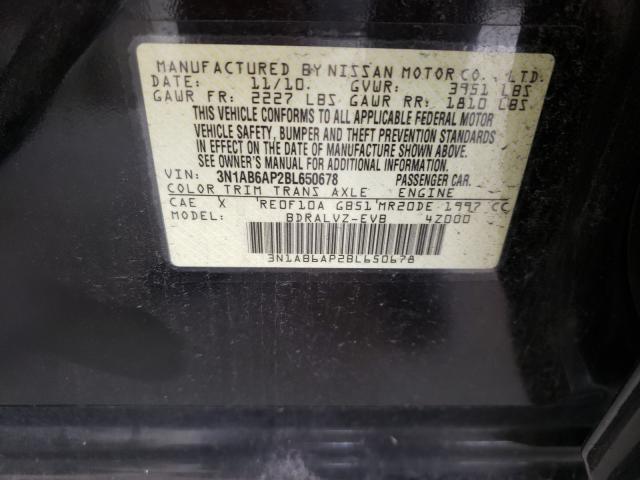 MANUFACTURED BY NISSAN MOTOR CO., LTD.
DATE: 11/10. GVWR: 3951 LBS
GAWR FR: 2227 LBS GAWR RR: 1810 LBS
THIS VEHICLE CONFORMS TO ALL APPLICABLE FEDERAL MOTOR
VEHICLE SAFETY, BUMPER AND THEFT PREVENTION STANDARDS
IN EFFECT ON THE DATE OF MANUFACTURE SHOWN ABOVE.
SEE OWNER'S MANUAL FOR ADDITIONAL INFORMATION.
VIN: 3N1AB6AP2BL650678 PASSENGER CAR.
COLOR TRIM TRANS AXLE ENGINE
CAE X RE0F10A GB51 MR20DE 1997 CC
MODEL: BDRALVZ-EVB 4Z000
3N1AB6AP2BL650678